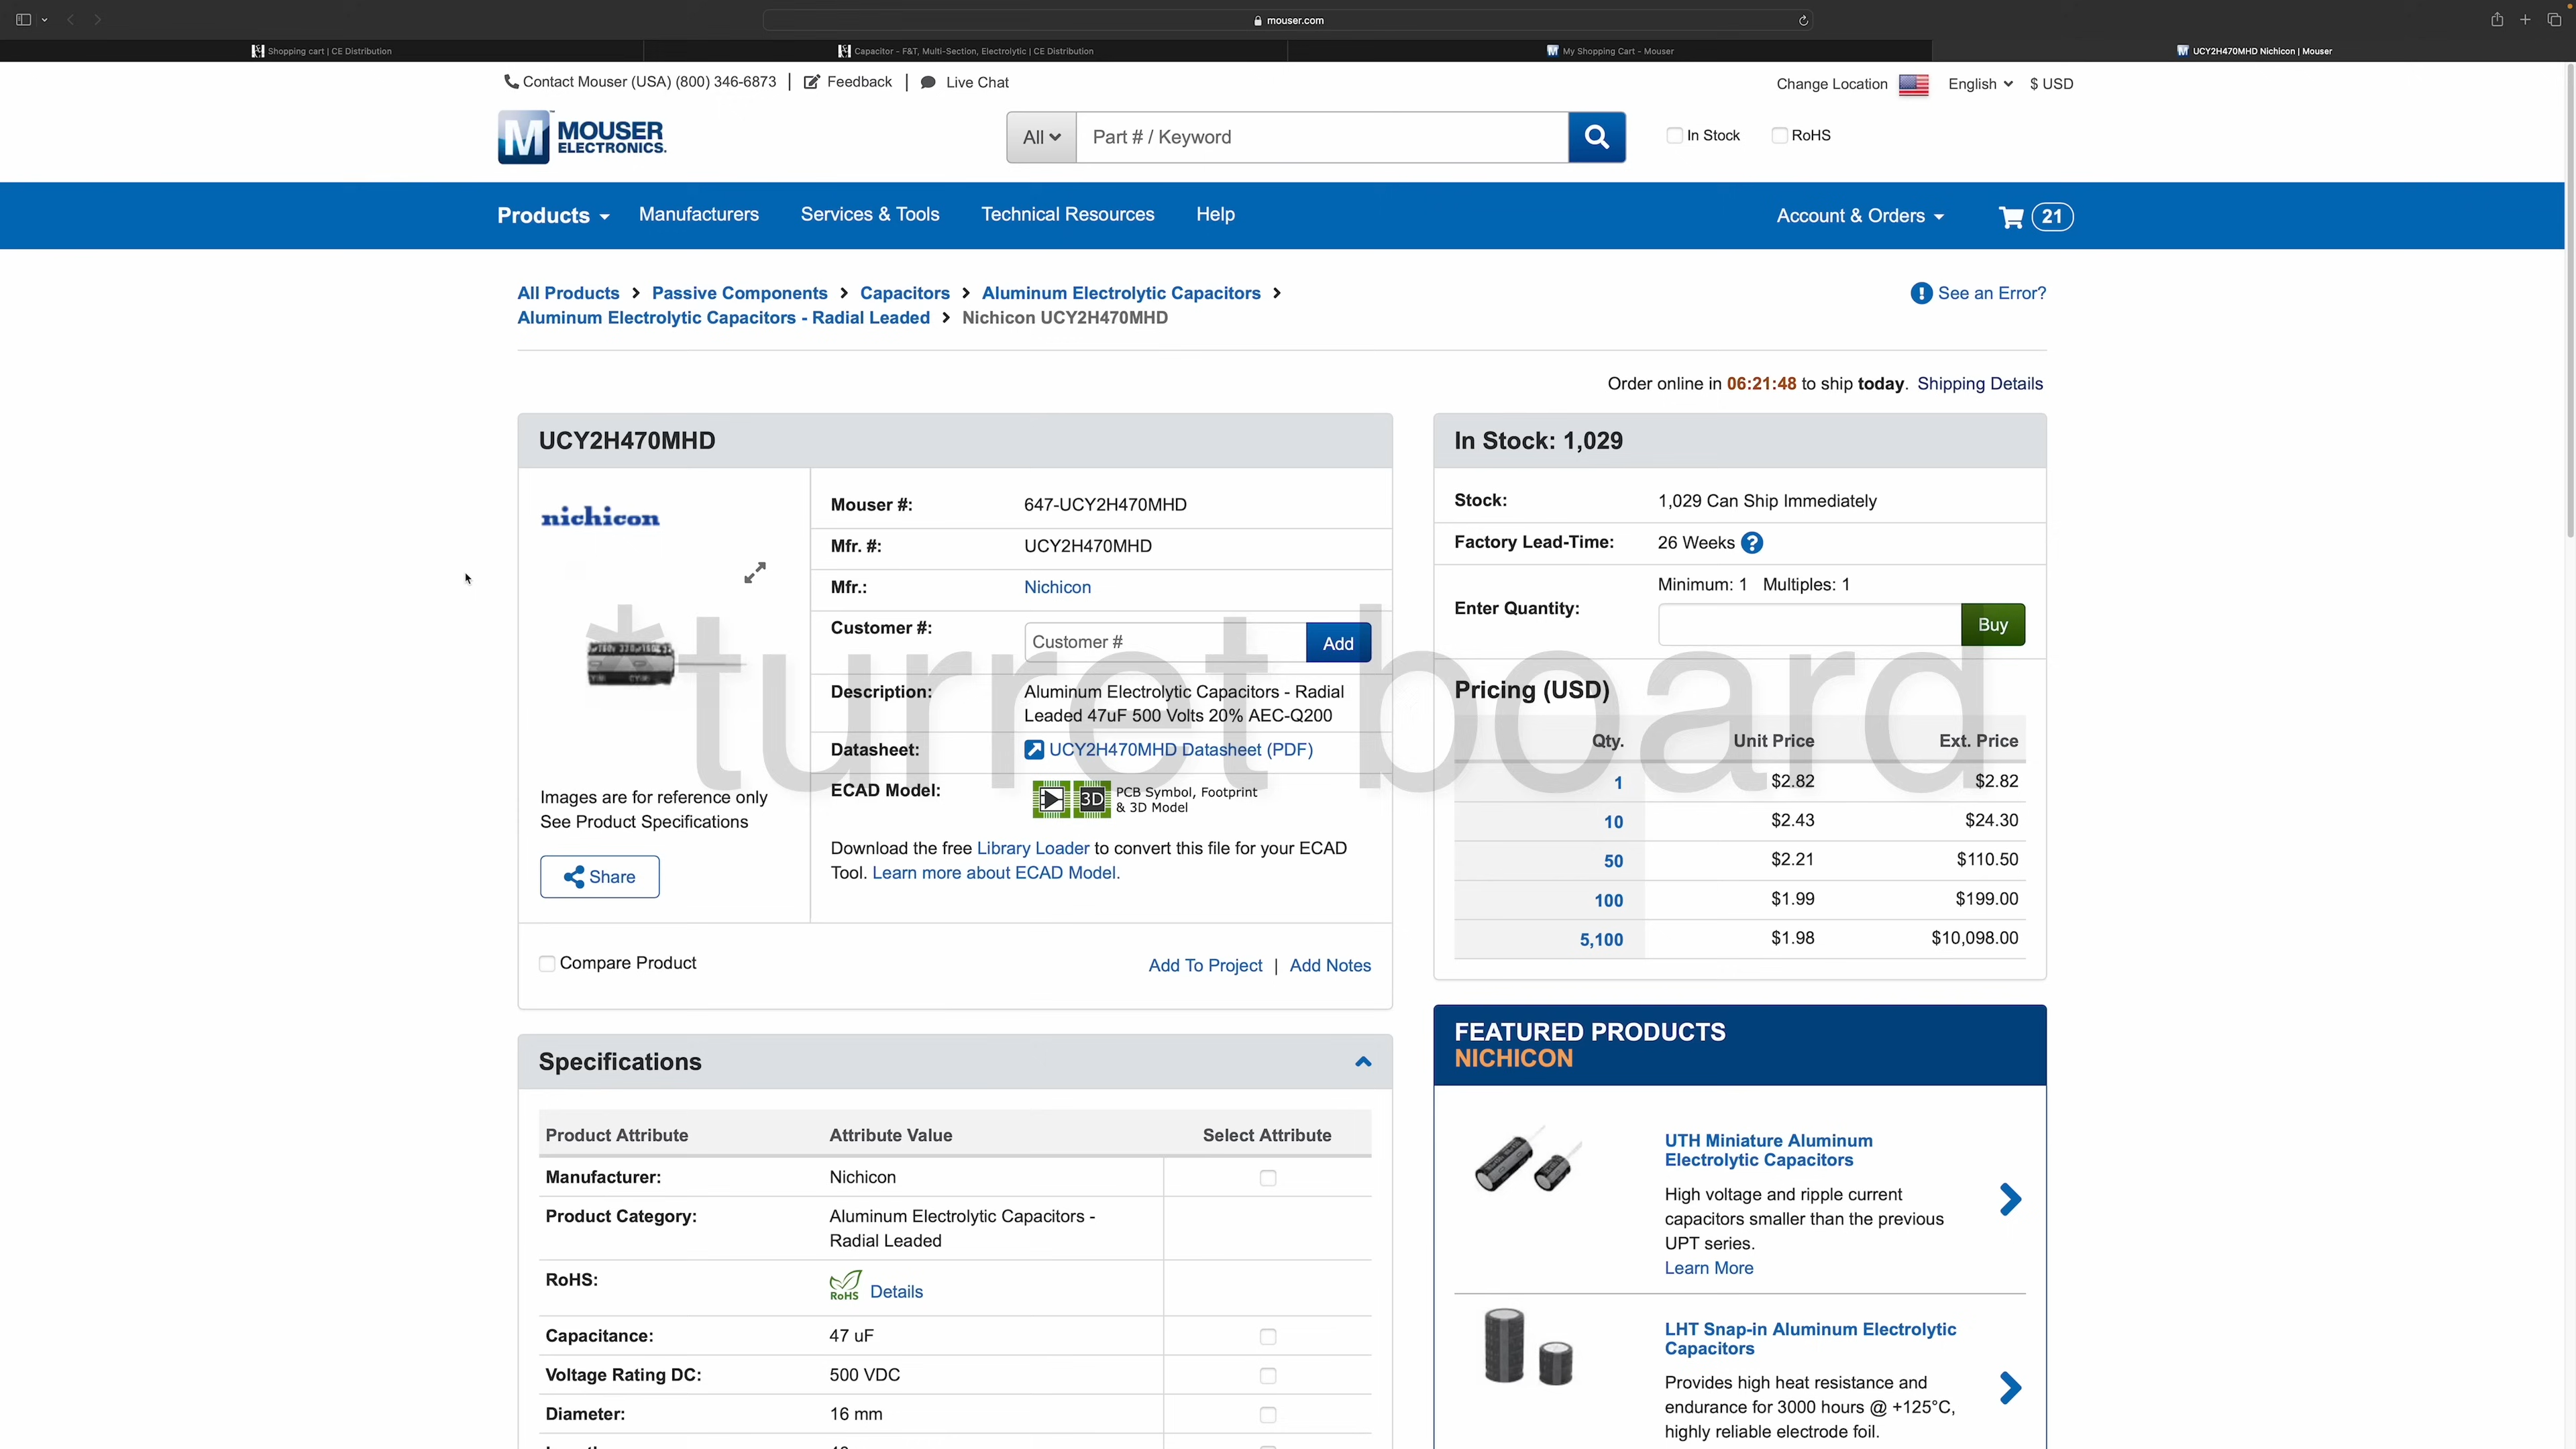 mouser.com
Shopping cart | CE Distribution
Capacitor - F&T, Multi-Section, Electrolytic | CE Distribution
My Shopping Cart - Mouser
UCY2H470MHD Nichicon | Mouser
Contact Mouser (USA) (800) 346-6873 | Feedback | Live Chat
Change Location English $ USD
MOUSER
ELECTRONICS.
All Part # / Keyword
In Stock RoHS
Products Manufacturers Services & Tools Technical Resources Help
Account & Orders 21
All Products > Passive Components > Capacitors > Aluminum Electrolytic Capacitors >
Aluminum Electrolytic Capacitors - Radial Leaded > Nichicon UCY2H470MHD
See an Error?
Order online in 06:21:48 to ship today. Shipping Details
UCY2H470MHD
nichicon
Images are for reference only
See Product Specifications
Share
Mouser #: 647-UCY2H470MHD
Mfr. #: UCY2H470MHD
Mfr.: Nichicon
Customer #: Customer # Add
Description: Aluminum Electrolytic Capacitors - Radial
Leaded 47uF 500 Volts 20% AEC-Q200
Datasheet: UCY2H470MHD Datasheet (PDF)
ECAD Model: 3D PCB Symbol, Footprint
& 3D Model
Download the free Library Loader to convert this file for your ECAD
Tool. Learn more about ECAD Model.
Compare Product
Add To Project | Add Notes
*turret board
In Stock: 1,029
Stock: 1,029 Can Ship Immediately
Factory Lead-Time: 26 Weeks ?
Minimum: 1 Multiples: 1
Enter Quantity: Buy
Pricing (USD)
Qty. Unit Price Ext. Price
1 $2.82 $2.82
10 $2.43 $24.30
50 $2.21 $110.50
100 $1.99 $199.00
5,100 $1.98 $10,098.00
Specifications
Product Attribute Attribute Value Select Attribute
Manufacturer: Nichicon
Product Category: Aluminum Electrolytic Capacitors -
Radial Leaded
RoHS: RoHS Details
Capacitance: 47 uF
Voltage Rating DC: 500 VDC
Diameter: 16 mm
FEATURED PRODUCTS
NICHICON
UTH Miniature Aluminum
Electrolytic Capacitors
High voltage and ripple current
capacitors smaller than the previous
UPT series.
Learn More
LHT Snap-in Aluminum Electrolytic
Capacitors
Provides high heat resistance and
endurance for 3000 hours @ +125°C,
highly reliable electrode foil.